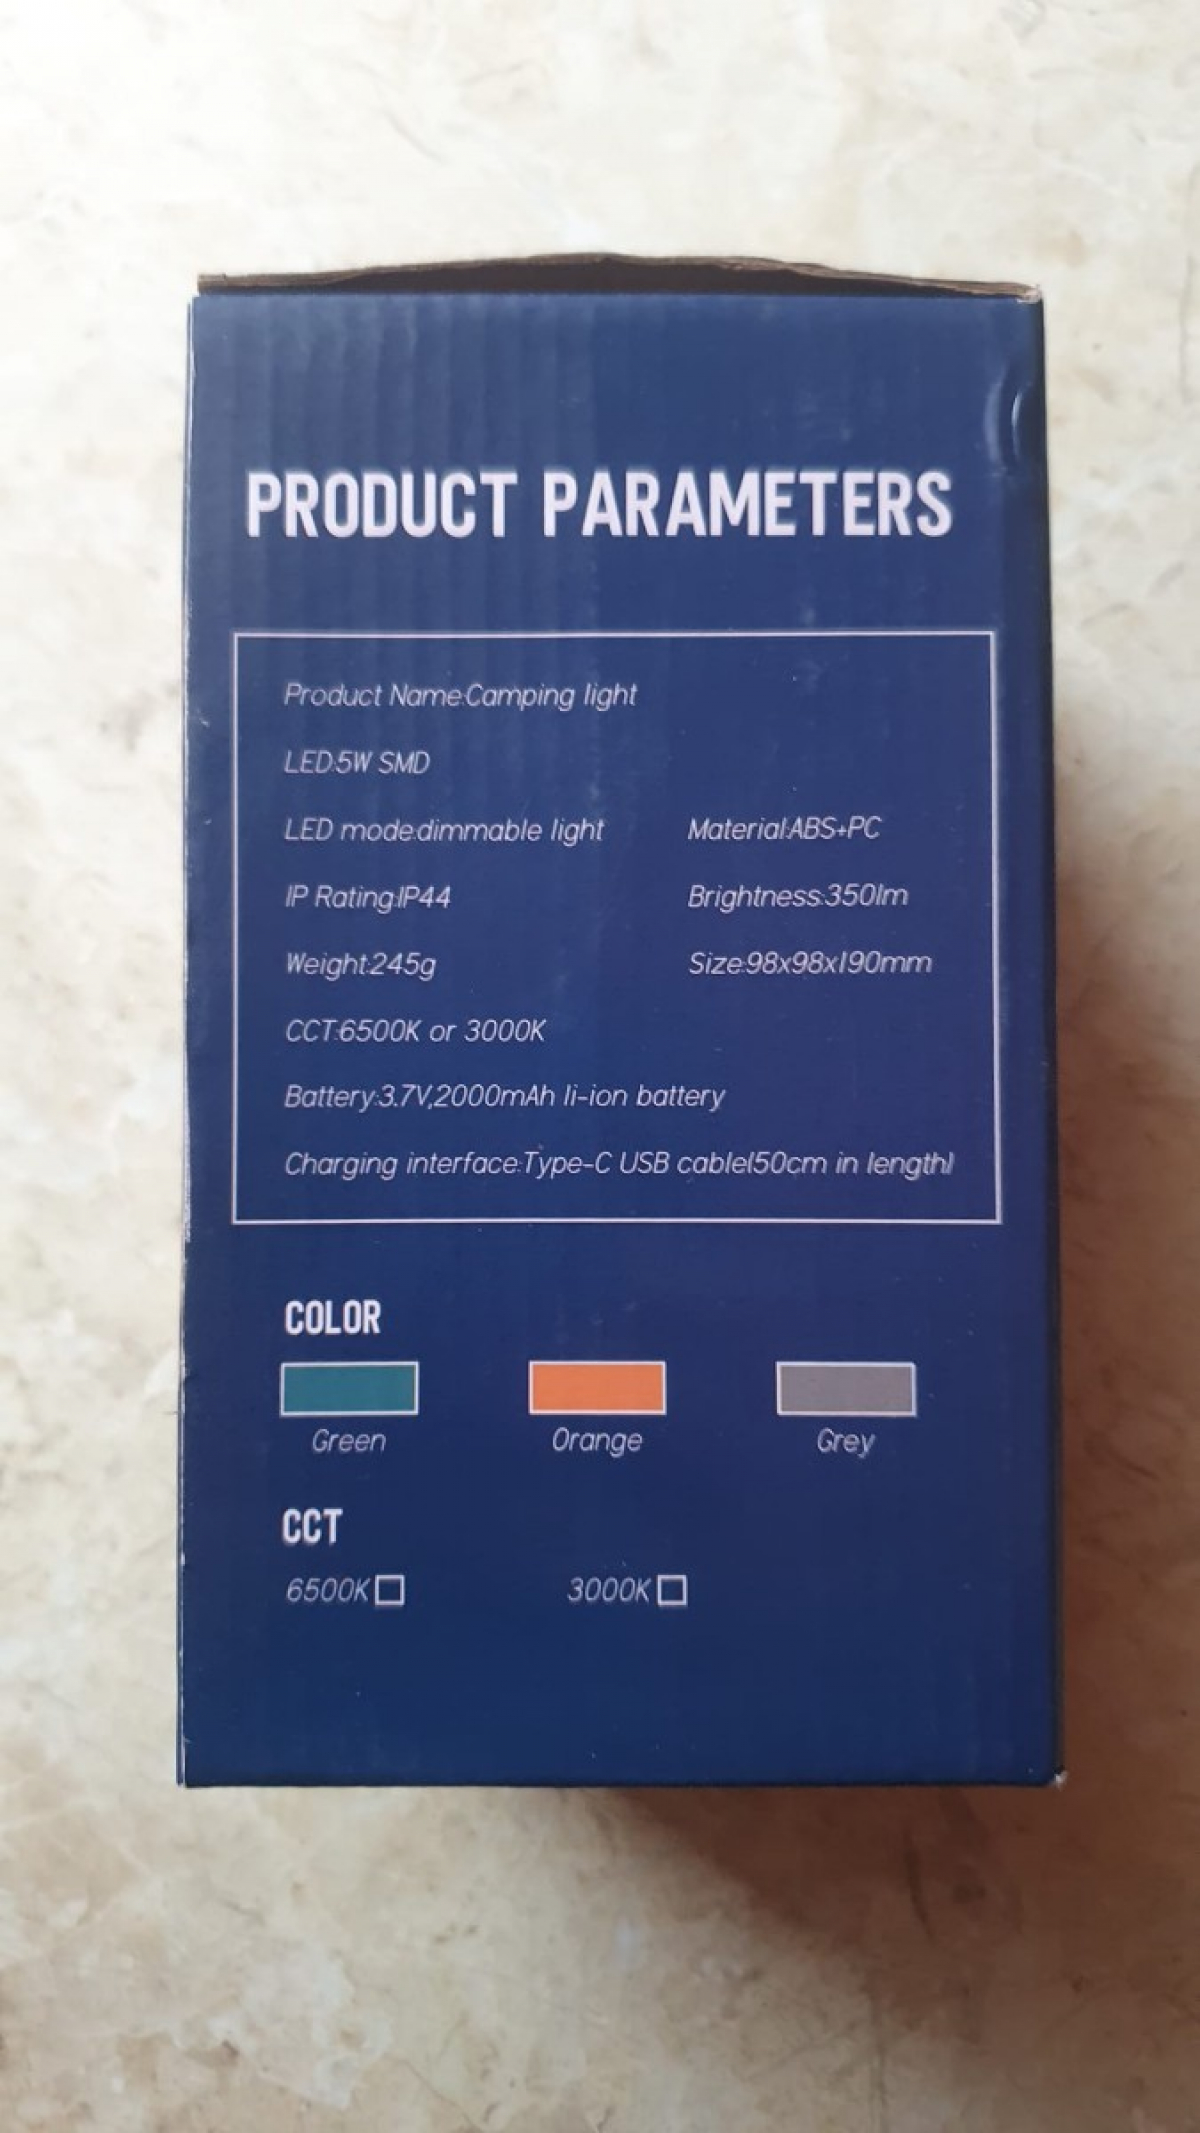 PRODUCT PARAMETERS
Product Name:Camping light
LED:5W SMD
LED mode:dimmable light Material:ABS+PC
IP Rating:IP44 Brightness:350lm
Weight:245g Size:98x98x190mm
CCT:6500K or 3000K
Battery:3.7V,2000mAh li-ion battery
Charging interface:Type-C USB cable(50cm in length)
COLOR
Green Orange Grey
CCT
6500K□ 3000K□